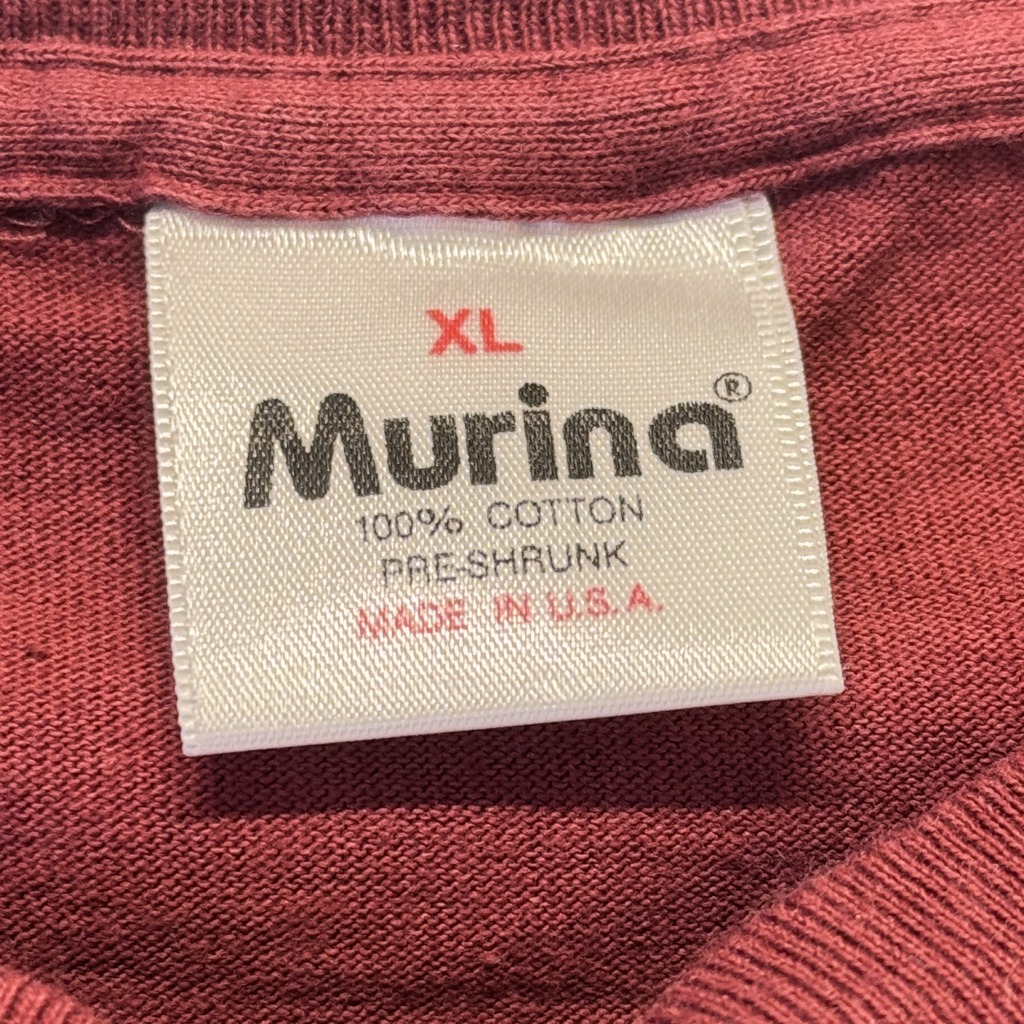 XL
Murina®
100% COTTON
PRE-SHRUNK
MADE IN U.S.A.